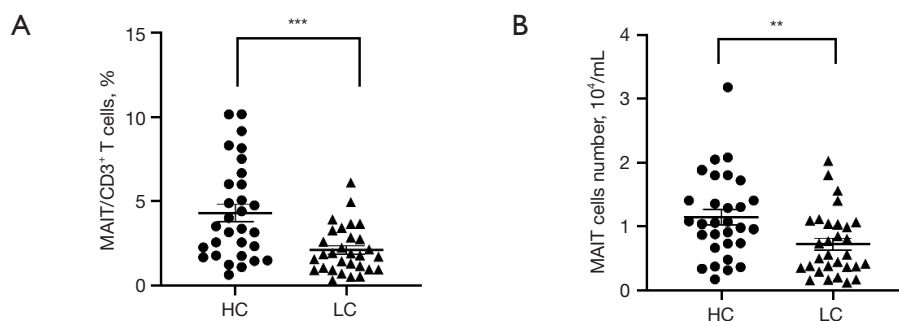 A
***
15
10
5
0
MAIT/CD3⁺ T cells, %
HC LC
B
**
4
3
2
1
0
MAIT cells number, 10⁴/mL
HC LC